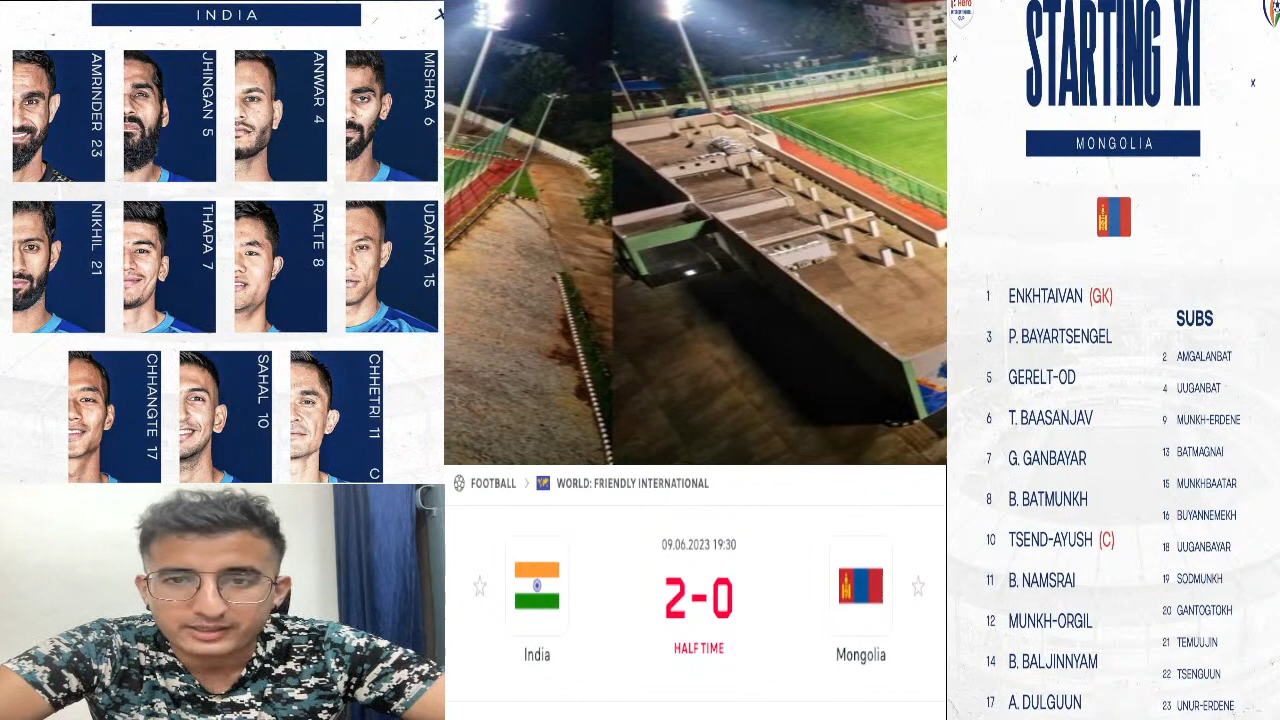 INDIA
AMRINDER 23
JHINGAN 5
ANWAR 4
MISHRA 6
NIKHIL 21
THAPA 7
RALTE 8
UDANTA 15
CHHANGTE 17
SAHAL 10
CHHETRI 11 C
FOOTBALL > WORLD: FRIENDLY INTERNATIONAL
09.06.2023 19:30
2-0
HALF TIME
India
Mongolia
Hero
CUP
STARTING XI
MONGOLIA
1 ENKHTAIVAN (GK)
3 P. BAYARTSENGEL
5 GERELT-OD
6 T. BAASANJAV
7 G. GANBAYAR
8 B. BATMUNKH
10 TSEND-AYUSH (C)
11 B. NAMSRAI
12 MUNKH-ORGIL
14 B. BALJINNYAM
17 A. DULGUUN
SUBS
2 AMGALANBAT
4 UUGANBAT
9 MUNKH-ERDENE
13 BATMAGNAI
15 MUNKHBAATAR
16 BUYANNEMEKH
18 UUGANBAYAR
19 SODMUNKH
20 GANTOGTOKH
21 TEMUUJIN
22 TSENGUUN
23 UNUR-ERDENE